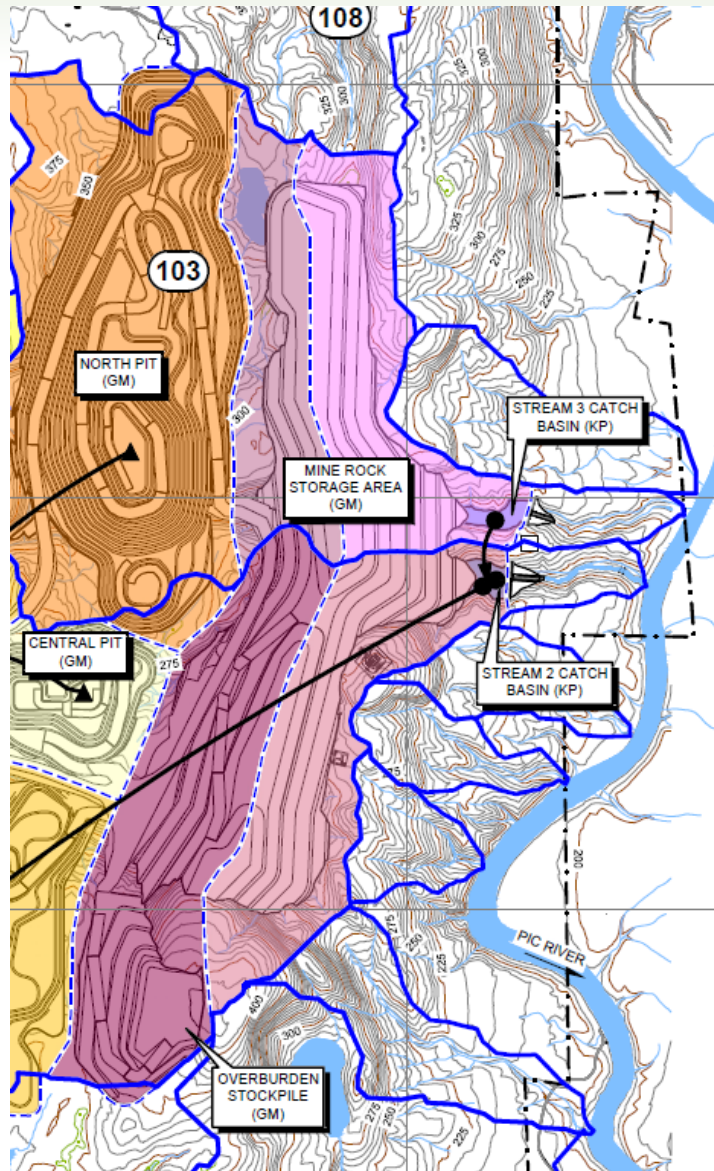 108
300
325
325
300
375
350
103
325
300
275
250
225
NORTH PIT
(GM)
300
STREAM 3 CATCH
BASIN (KP)
MINE ROCK
STORAGE AREA
(GM)
CENTRAL PIT
(GM)
275
STREAM 2 CATCH
BASIN (KP)
275
200
275
250
225
PIC RIVER
400
300
OVERBURDEN
STOCKPILE
(GM)
275
250
225